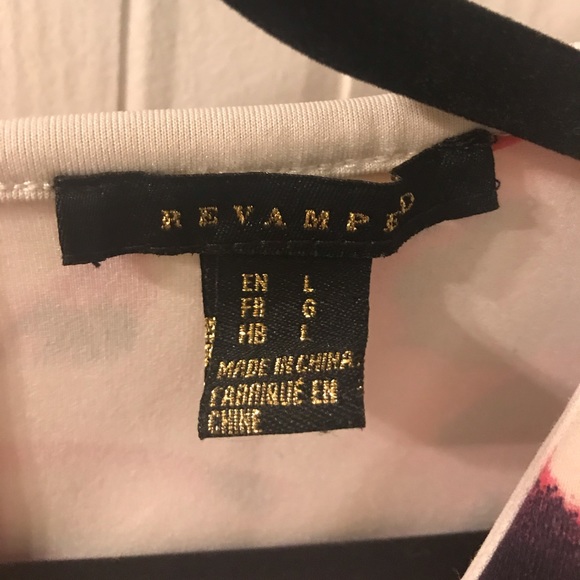 REVAMPED
EN L
FR G
HB L
MADE IN CHINA
FABRIQUÉ EN
CHINE